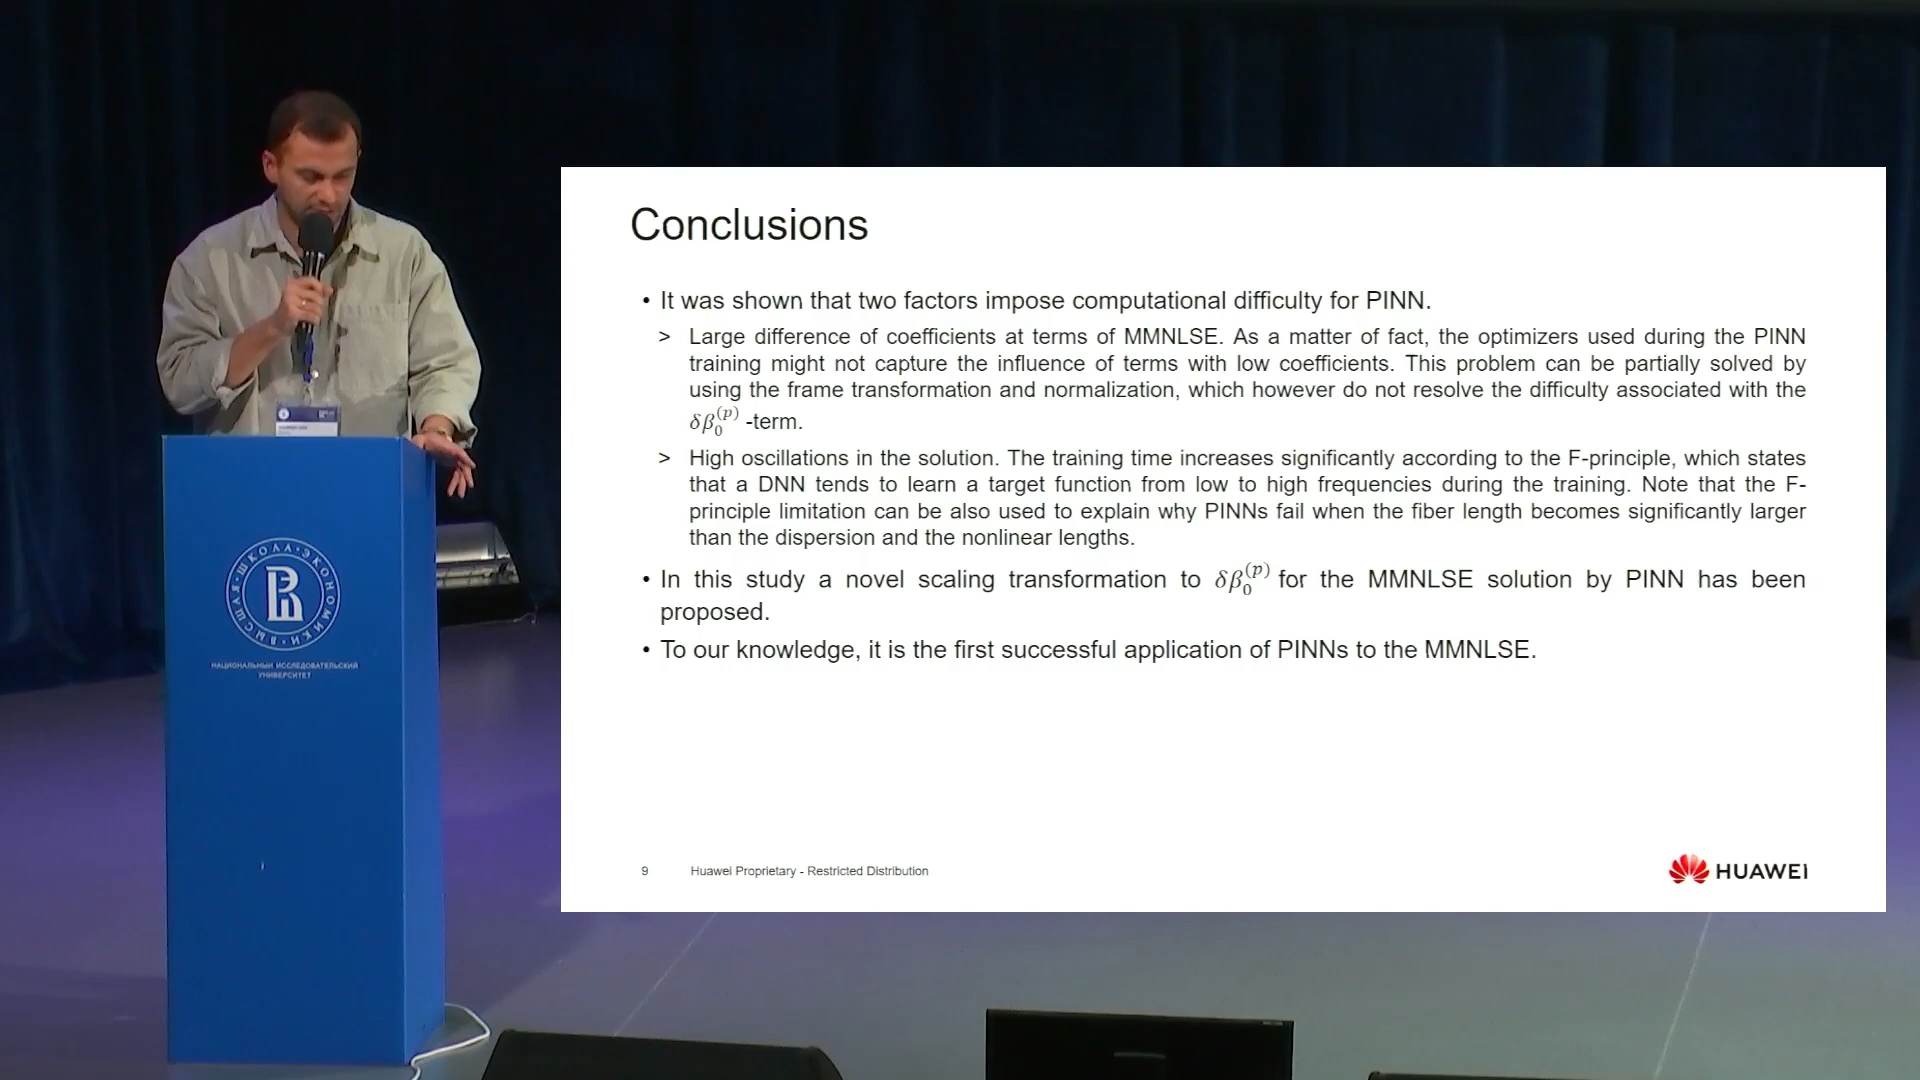 Conclusions
• It was shown that two factors impose computational difficulty for PINN.
> Large difference of coefficients at terms of MMNLSE. As a matter of fact, the optimizers used during the PINN
training might not capture the influence of terms with low coefficients. This problem can be partially solved by
using the frame transformation and normalization, which however do not resolve the difficulty associated with the
δβ₀⁽ᵖ⁾ -term.
> High oscillations in the solution. The training time increases significantly according to the F-principle, which states
that a DNN tends to learn a target function from low to high frequencies during the training. Note that the F-
principle limitation can be also used to explain why PINNs fail when the fiber length becomes significantly larger
than the dispersion and the nonlinear lengths.
• In this study a novel scaling transformation to δβ₀⁽ᵖ⁾ for the MMNLSE solution by PINN has been
proposed.
• To our knowledge, it is the first successful application of PINNs to the MMNLSE.
9 Huawei Proprietary - Restricted Distribution
HUAWEI
ВЫСШАЯ • ШКОЛА • ЭКОНОМИКИ •
НАЦИОНАЛЬНЫЙ ИССЛЕДОВАТЕЛЬСКИЙ
УНИВЕРСИТЕТ